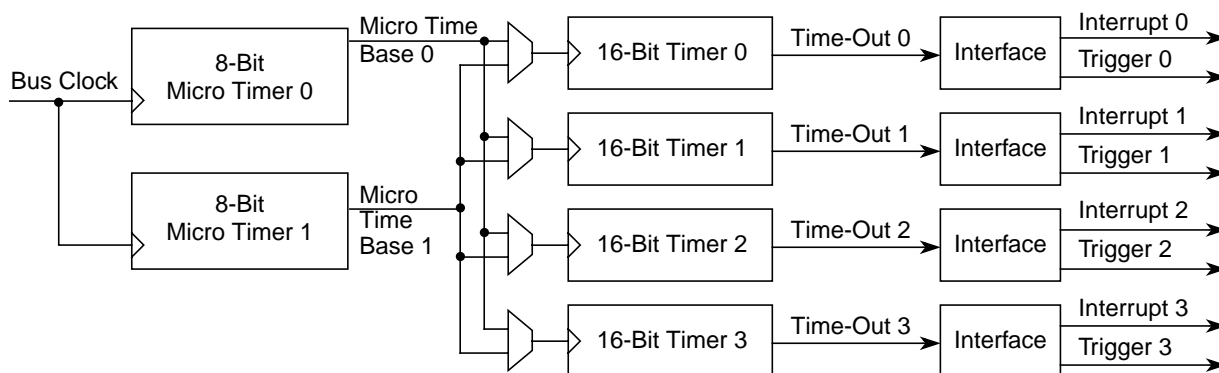 Bus Clock
8-Bit
Micro Timer 0
Micro Time
Base 0
16-Bit Timer 0
Time-Out 0
Interface
Interrupt 0
Trigger 0
16-Bit Timer 1
Time-Out 1
Interface
Interrupt 1
Trigger 1
8-Bit
Micro Timer 1
Micro
Time
Base 1
16-Bit Timer 2
Time-Out 2
Interface
Interrupt 2
Trigger 2
16-Bit Timer 3
Time-Out 3
Interface
Interrupt 3
Trigger 3